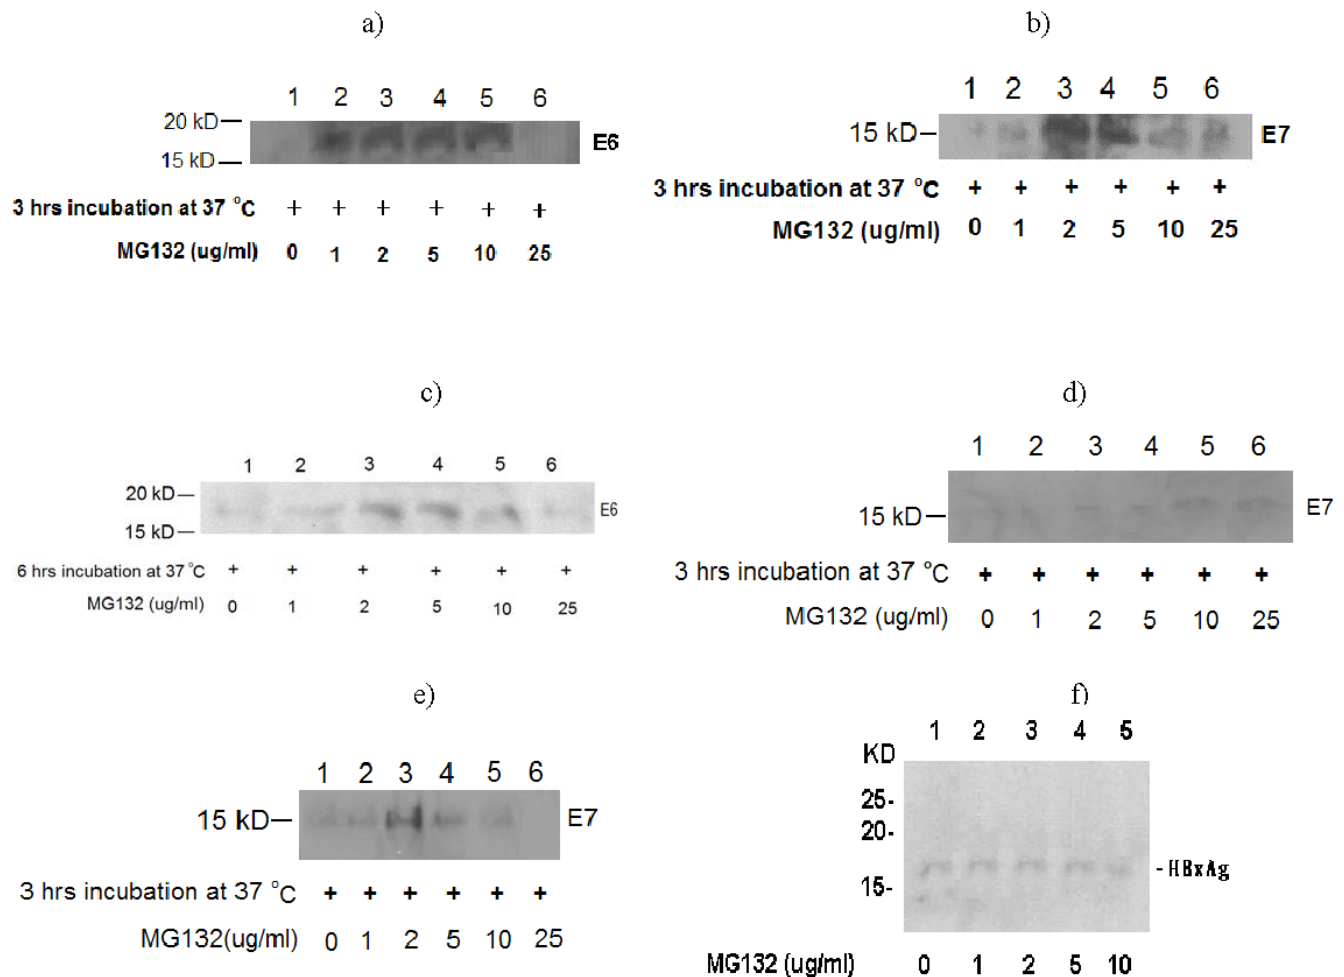 a)
1 2 3 4 5 6
20 kD
15 kD
E6
3 hrs incubation at 37 °C + + + + + +
MG132 (ug/ml) 0 1 2 5 10 25
b)
1 2 3 4 5 6
15 kD
E7
3 hrs incubation at 37 °C + + + + + +
MG132 (ug/ml) 0 1 2 5 10 25
c)
1 2 3 4 5 6
20 kD
15 kD
E6
6 hrs incubation at 37 °C + + + + + +
MG132 (ug/ml) 0 1 2 5 10 25
d)
1 2 3 4 5 6
15 kD
E7
3 hrs incubation at 37 °C + + + + + +
MG132 (ug/ml) 0 1 2 5 10 25
e)
1 2 3 4 5 6
15 kD
E7
3 hrs incubation at 37 °C + + + + + +
MG132(ug/ml) 0 1 2 5 10 25
f)
1 2 3 4 5
KD
25-
20-
-HBxAg
15-
MG132 (ug/ml) 0 1 2 5 10